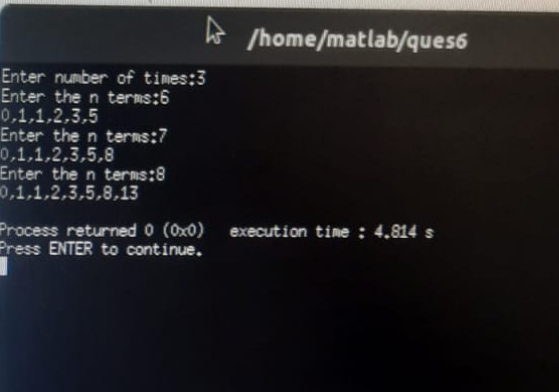 /home/matlab/ques6
Enter number of times:3
Enter the n terms:6
0,1,1,2,3,5
Enter the n terms:7
0,1,1,2,3,5,8
Enter the n terms:8
0,1,1,2,3,5,8,13
Process returned 0 (0x0) execution time : 4.814 s
Press ENTER to continue.